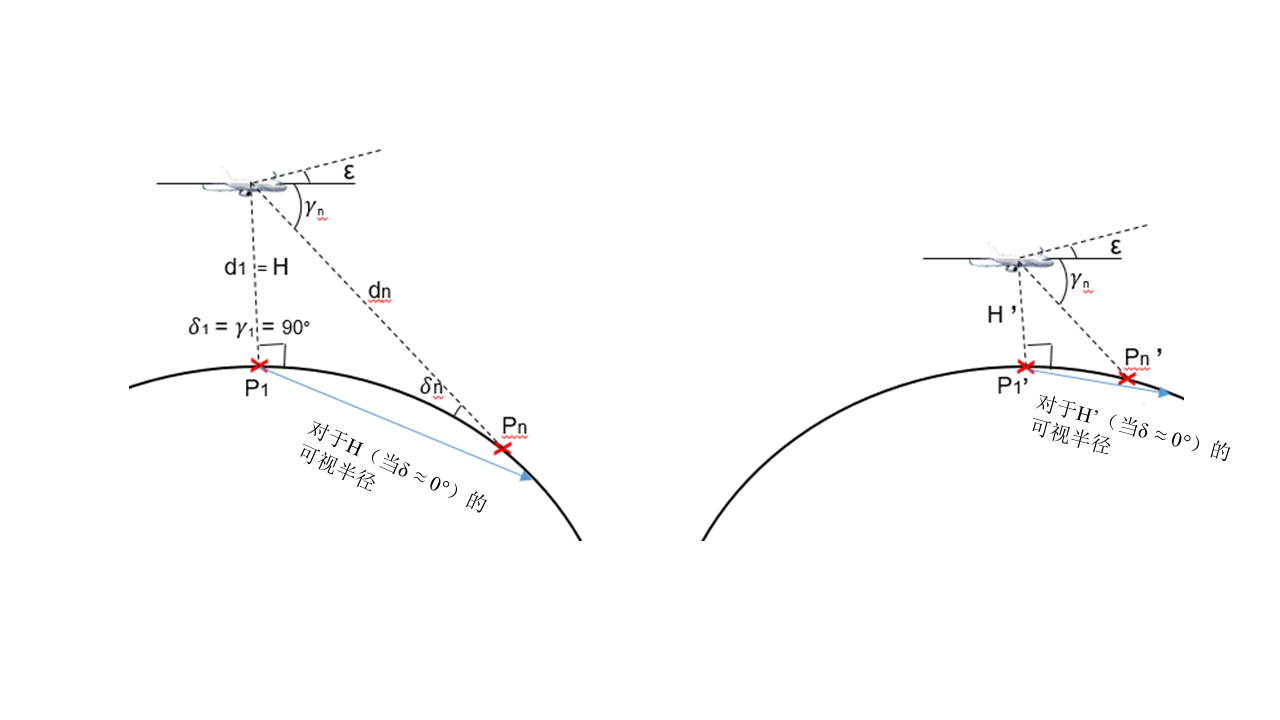 ε
γn
d1 = H
dn
δ1 = γ1 = 90°
δn
P1
Pn
对于H（当δ ≈ 0°）的
可视半径
ε
γn
H ’
Pn ’
P1’
对于H’（当δ ≈ 0°）的
可视半径